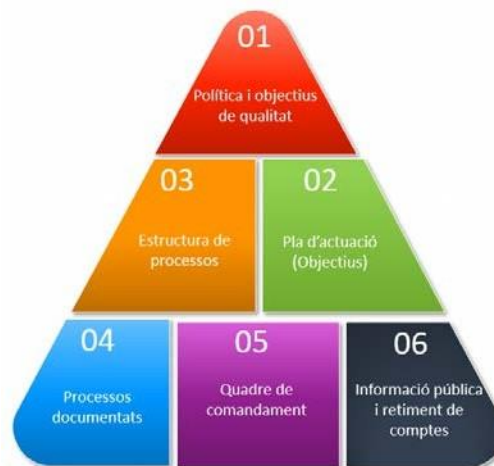 01
Política i objectius
de qualitat
03
Estructura de
processos
02
Pla d'actuació
(Objectius)
04
Processos
documentats
05
Quadre de
comandament
06
Informació pública
i retiment de
comptes